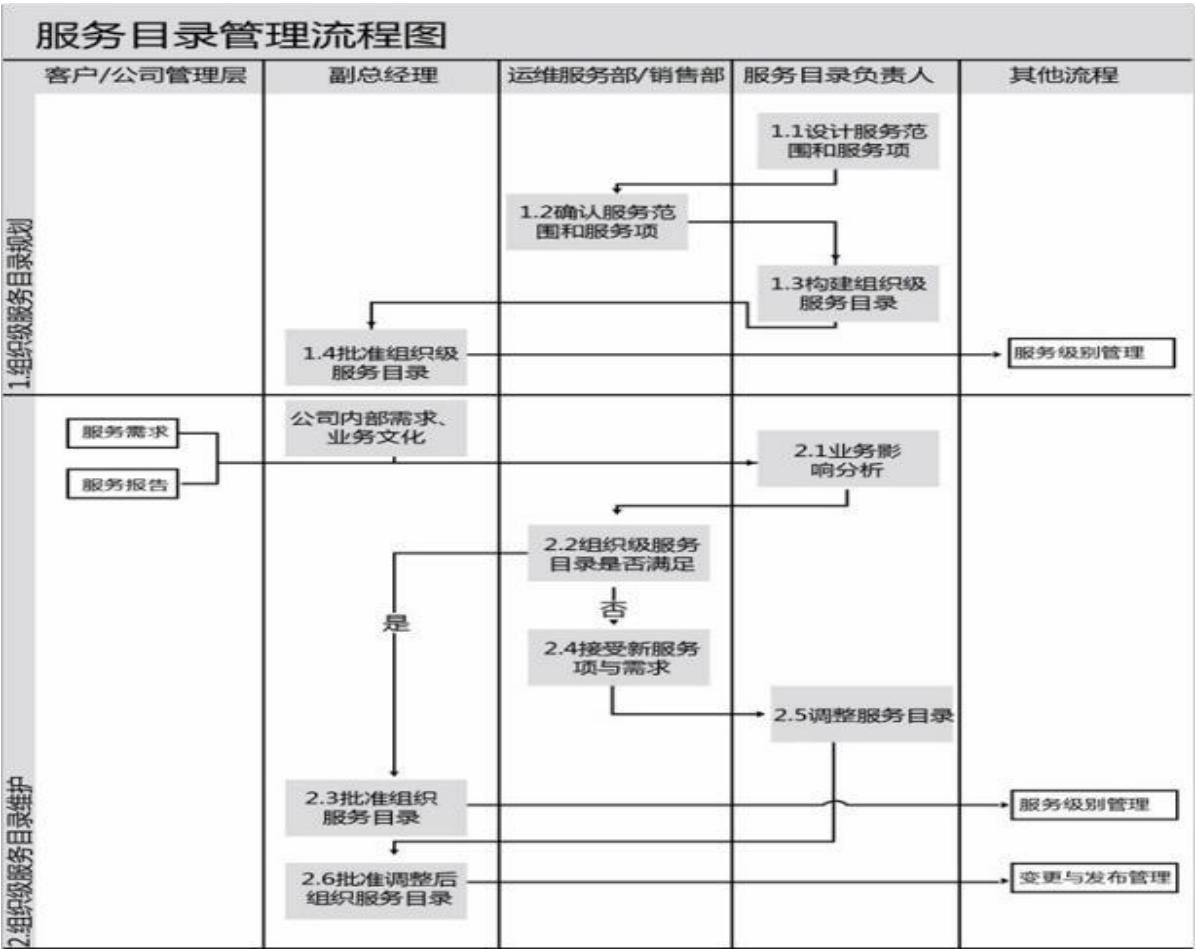 服务目录管理流程图
客户/公司管理层
副总经理
运维服务部/销售部
服务目录负责人
其他流程
1.组织级服务目录规划
1.1设计服务范
围和服务项
1.2确认服务范
围和服务项
1.3构建组织级
服务目录
1.4批准组织级
服务目录
服务级别管理
2.组织级服务目录维护
服务需求
服务报告
公司内部需求、
业务文化
2.1业务影
响分析
2.2组织级服务
目录是否满足
是
否
2.4接受新服务
项与需求
2.5调整服务目录
2.3批准组织
服务目录
服务级别管理
2.6批准调整后
组织服务目录
变更与发布管理